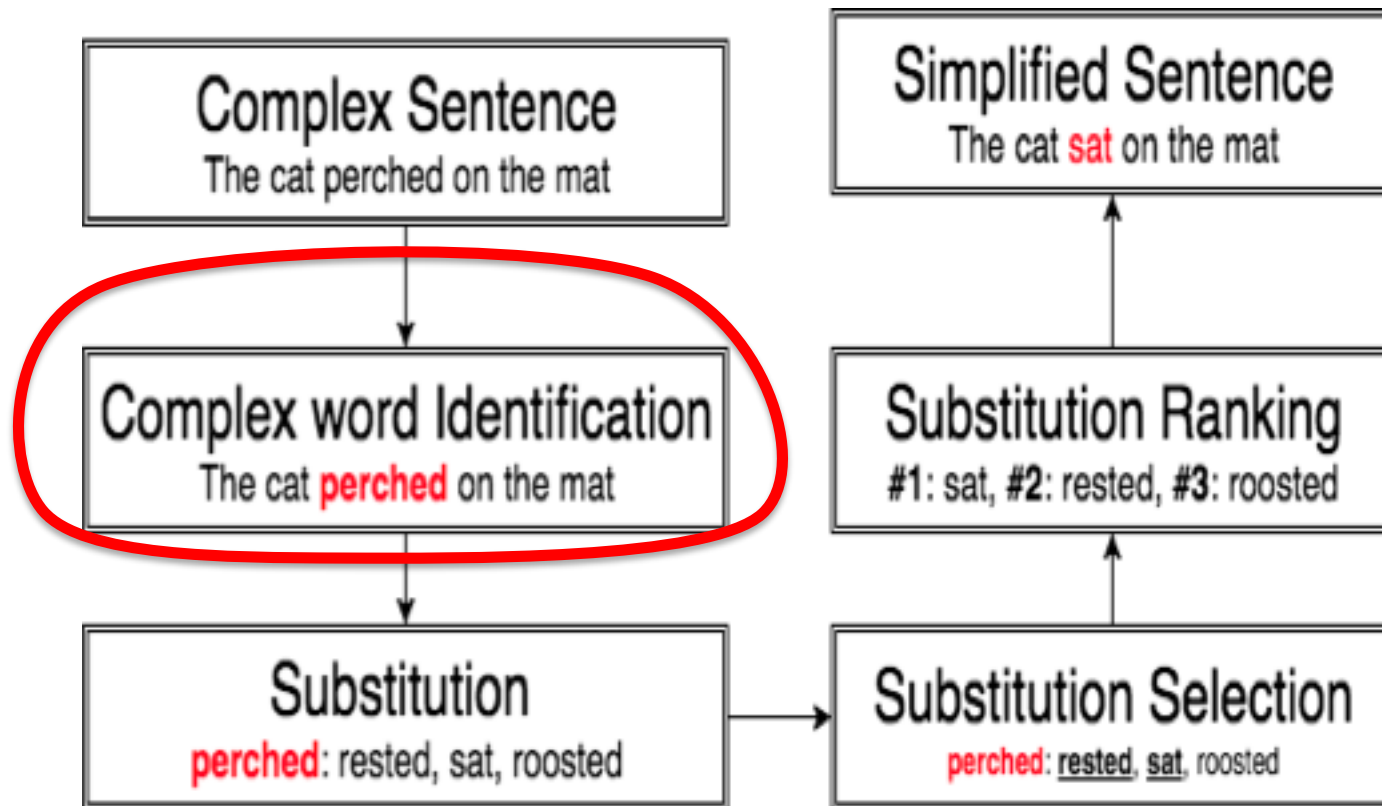 Complex Sentence
The cat perched on the mat
Complex word Identification
The cat perched on the mat
Substitution
perched: rested, sat, roosted
Substitution Selection
perched: rested, sat, roosted
Substitution Ranking
#1: sat, #2: rested, #3: roosted
Simplified Sentence
The cat sat on the mat